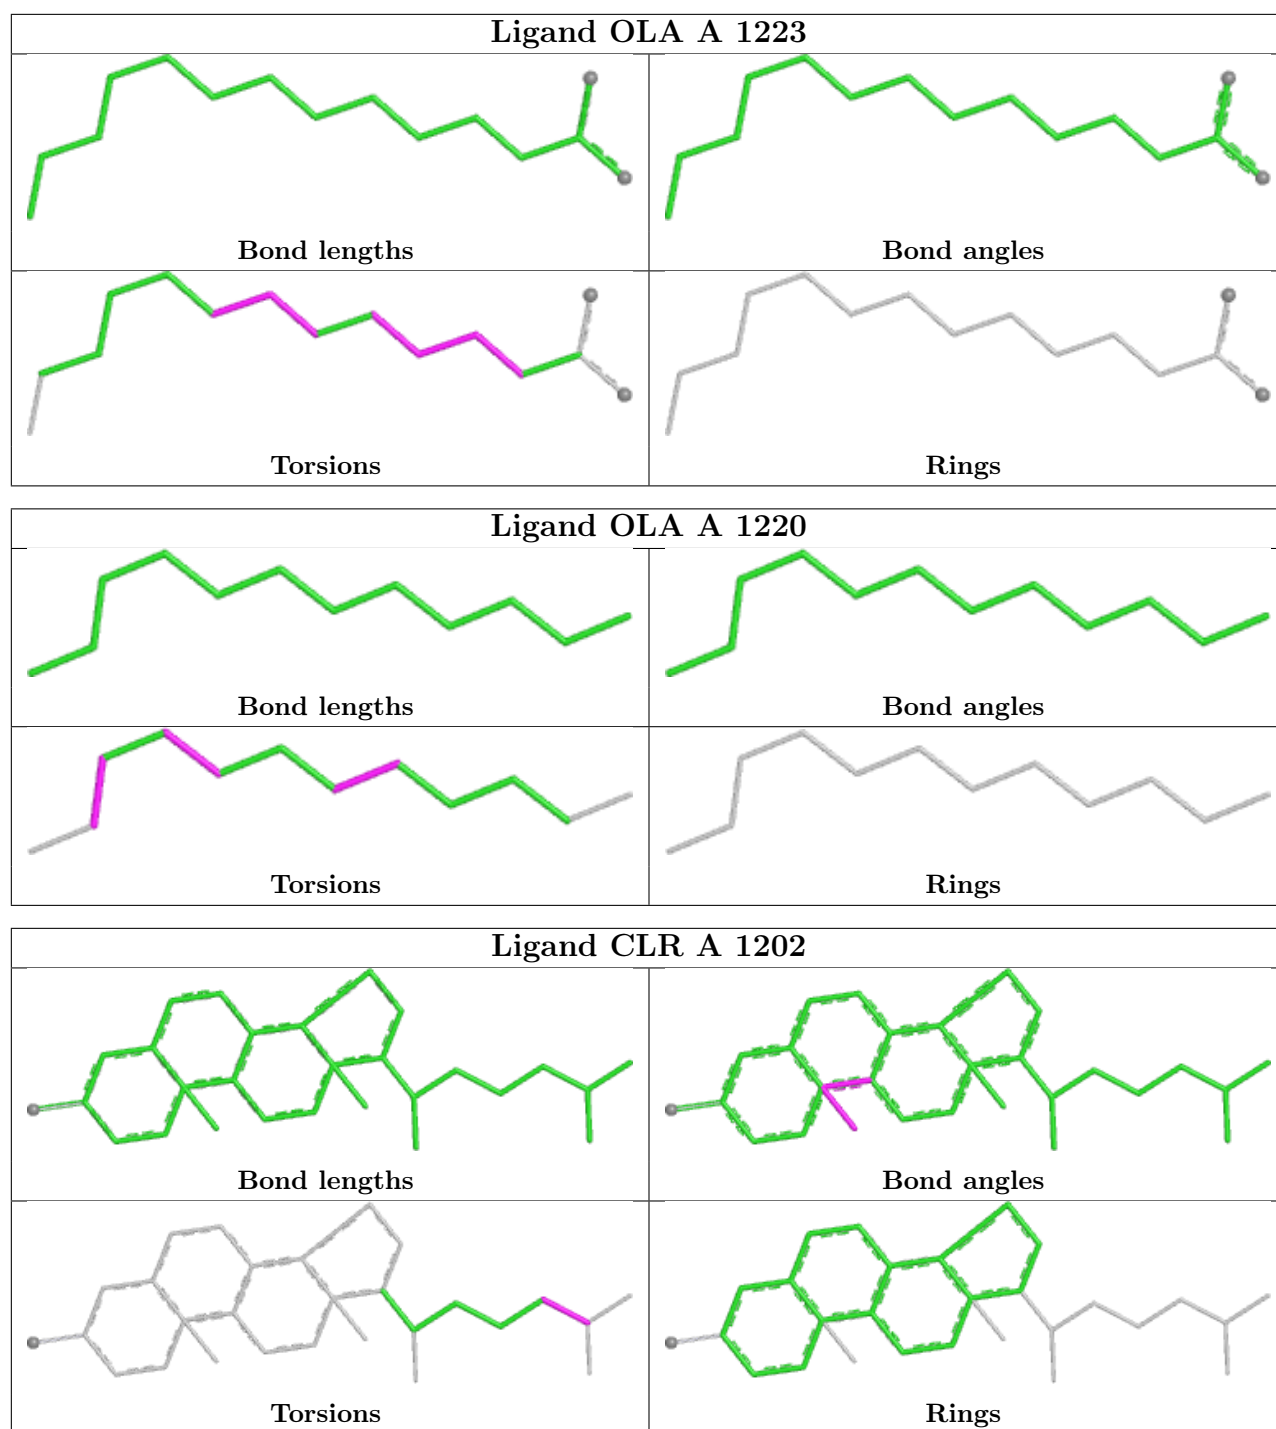 Ligand OLA A 1223
Bond lengths
Bond angles
Torsions
Rings
Ligand OLA A 1220
Bond lengths
Bond angles
Torsions
Rings
Ligand CLR A 1202
Bond lengths
Bond angles
Torsions
Rings